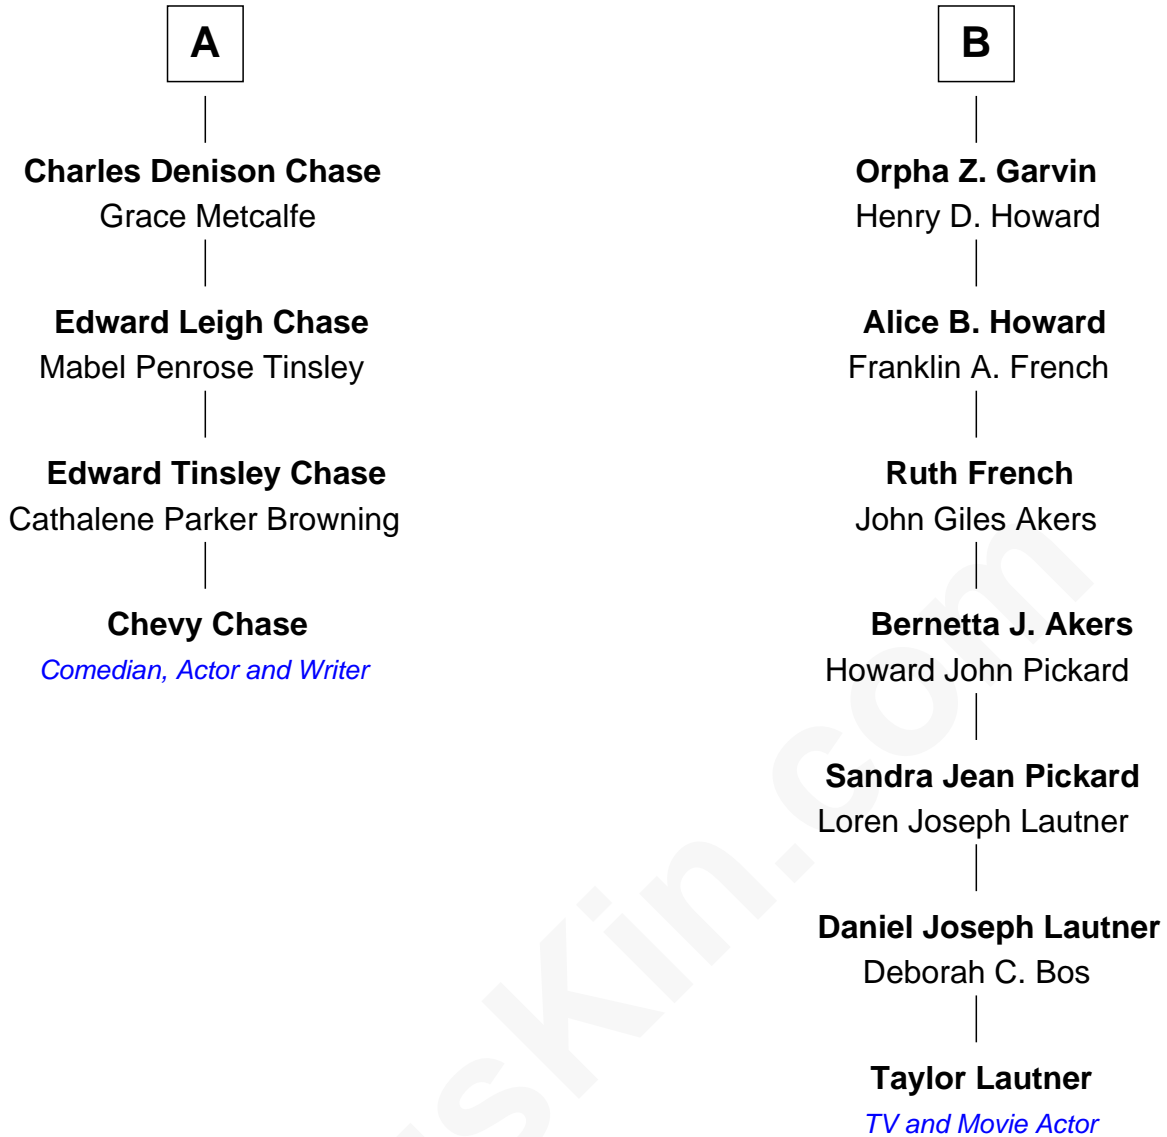 A
Charles Denison Chase
Grace Metcalfe
Edward Leigh Chase
Mabel Penrose Tinsley
Edward Tinsley Chase
Cathalene Parker Browning
Chevy Chase
Comedian, Actor and Writer
B
Orpha Z. Garvin
Henry D. Howard
Alice B. Howard
Franklin A. French
Ruth French
John Giles Akers
Bernetta J. Akers
Howard John Pickard
Sandra Jean Pickard
Loren Joseph Lautner
Daniel Joseph Lautner
Deborah C. Bos
Taylor Lautner
TV and Movie Actor
sKin.com